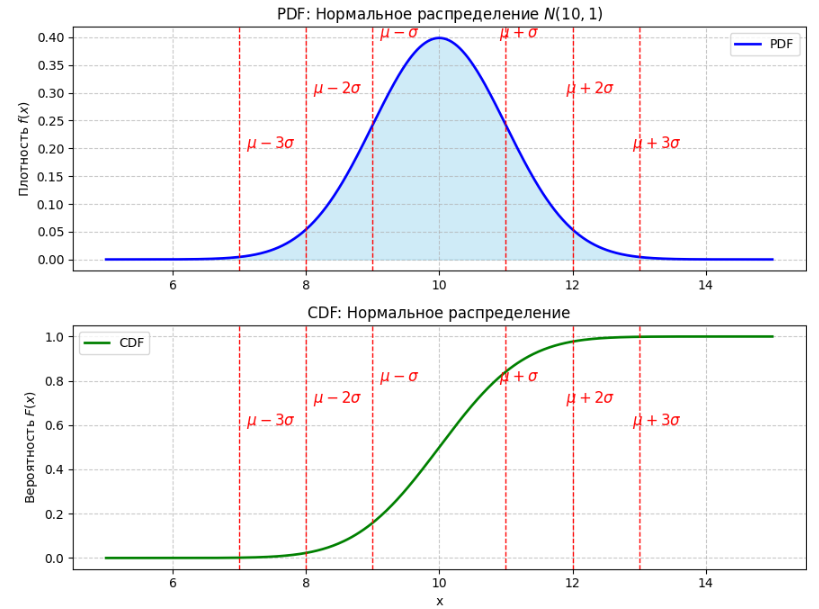 PDF: Нормальное распределение N(10, 1)
μ − σ
μ + σ
PDF
0.40
0.35
0.30
0.25
0.20
0.15
0.10
0.05
0.00
Плотность f(x)
μ − 2σ
μ + 2σ
μ − 3σ
μ + 3σ
6
8
10
12
14
CDF: Нормальное распределение
CDF
1.0
0.8
0.6
0.4
0.2
0.0
Вероятность F(x)
μ − σ
μ + σ
μ − 2σ
μ + 2σ
μ − 3σ
μ + 3σ
6
8
10
12
14
x